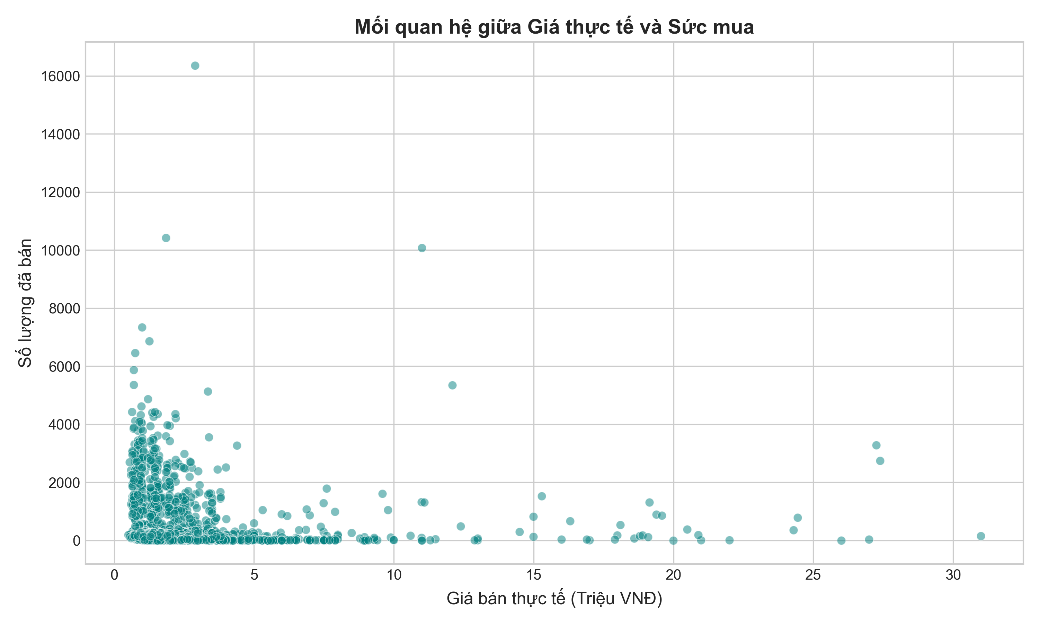 Mối quan hệ giữa Giá thực tế và Sức mua
16000
14000
12000
10000
8000
6000
4000
2000
0
Số lượng đã bán
0 5 10 15 20 25 30
Giá bán thực tế (Triệu VNĐ)